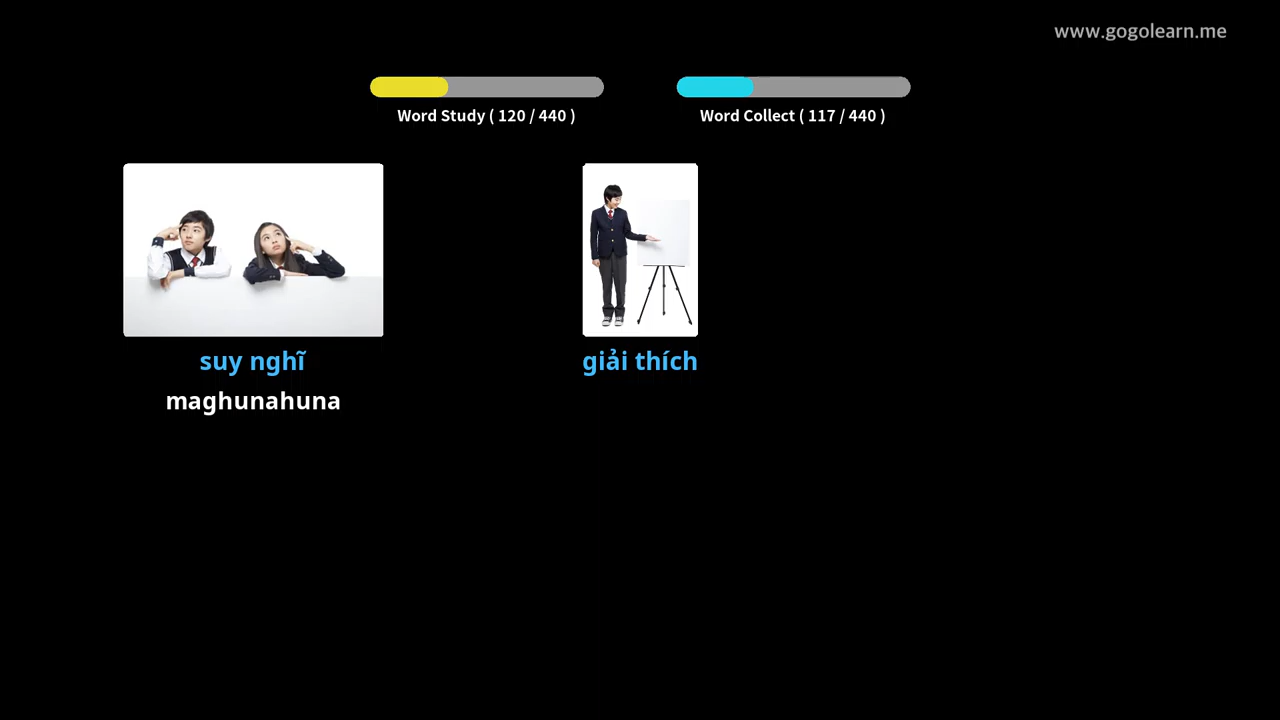 www.gogolearn.me
Word Study ( 120 / 440 )
Word Collect ( 117 / 440 )
suy nghĩ
maghunahuna
giải thích